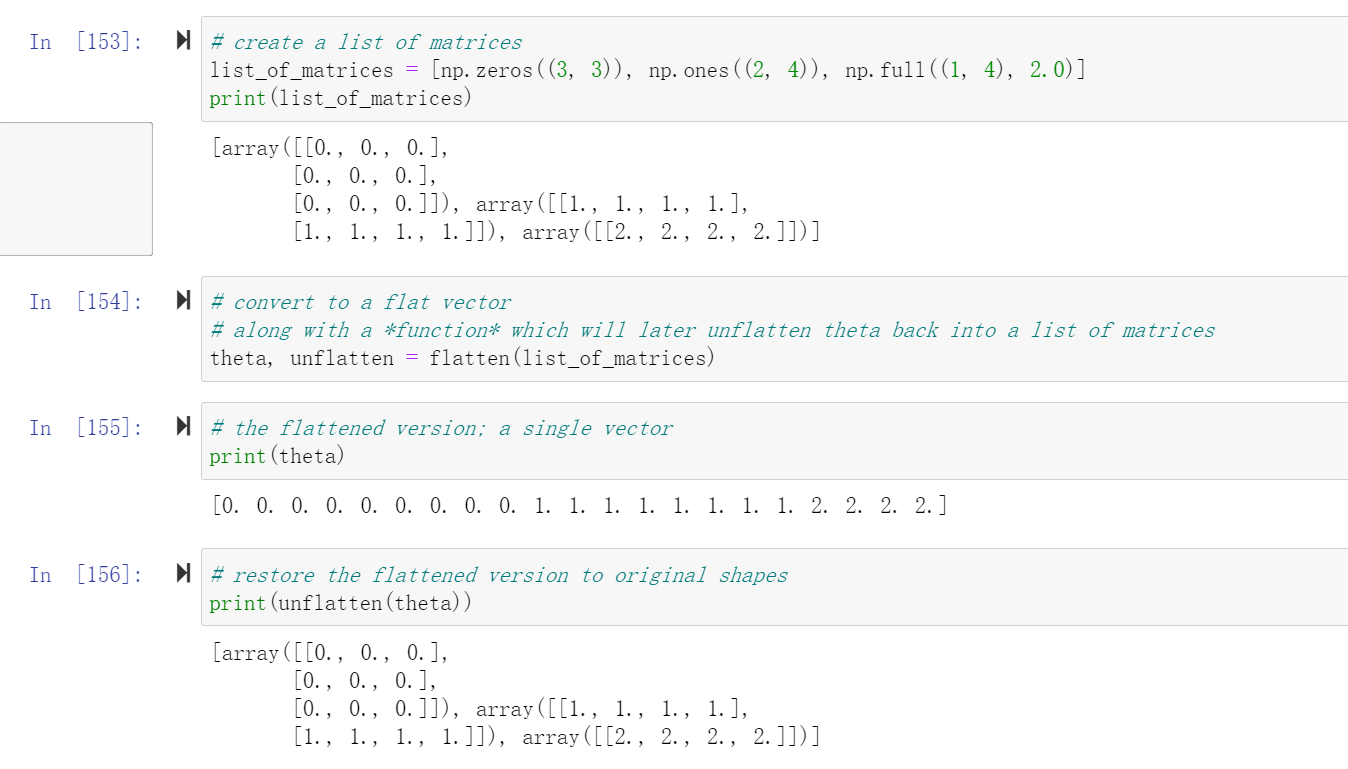 In [153]:
# create a list of matrices
list_of_matrices = [np.zeros((3, 3)), np.ones((2, 4)), np.full((1, 4), 2.0)]
print(list_of_matrices)
[array([[0., 0., 0.],
[0., 0., 0.],
[0., 0., 0.]]), array([[1., 1., 1., 1.],
[1., 1., 1., 1.]]), array([[2., 2., 2., 2.]])]
In [154]:
# convert to a flat vector
# along with a *function* which will later unflatten theta back into a list of matrices
theta, unflatten = flatten(list_of_matrices)
In [155]:
# the flattened version; a single vector
print(theta)
[0. 0. 0. 0. 0. 0. 0. 0. 0. 1. 1. 1. 1. 1. 1. 1. 1. 2. 2. 2. 2.]
In [156]:
# restore the flattened version to original shapes
print(unflatten(theta))
[array([[0., 0., 0.],
[0., 0., 0.],
[0., 0., 0.]]), array([[1., 1., 1., 1.],
[1., 1., 1., 1.]]), array([[2., 2., 2., 2.]])]